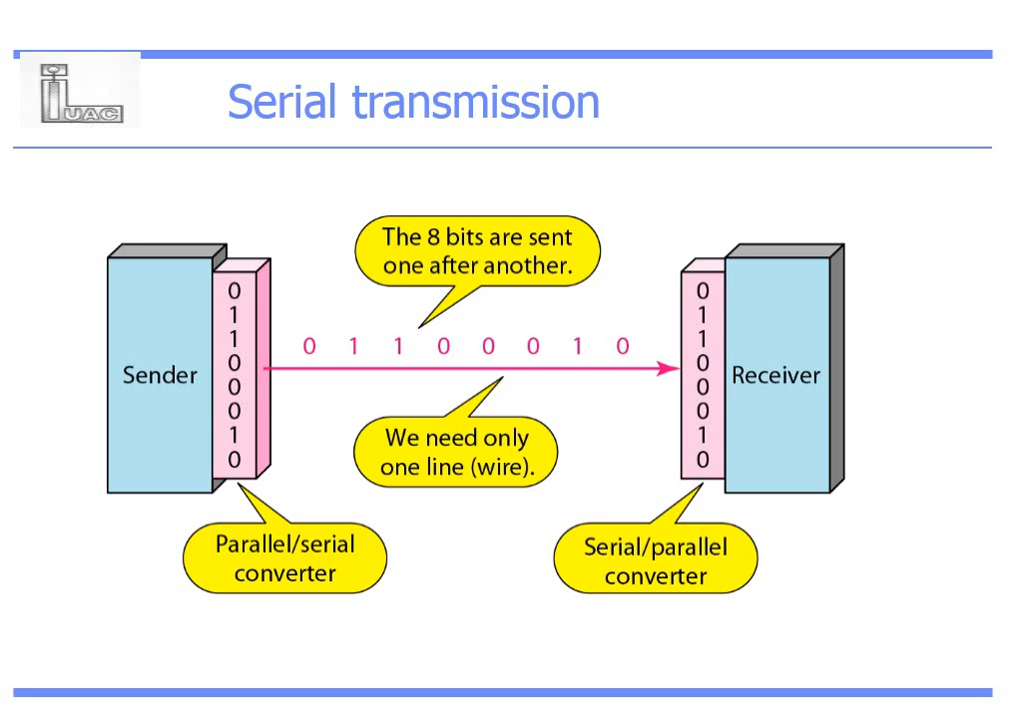 UAC
Serial transmission
The 8 bits are sent
one after another.
0
1
1
0
0
0
1
0
Sender
0 1 1 0 0 0 1 0
0
1
1
0
0
0
1
0
Receiver
We need only
one line (wire).
Parallel/serial
converter
Serial/parallel
converter